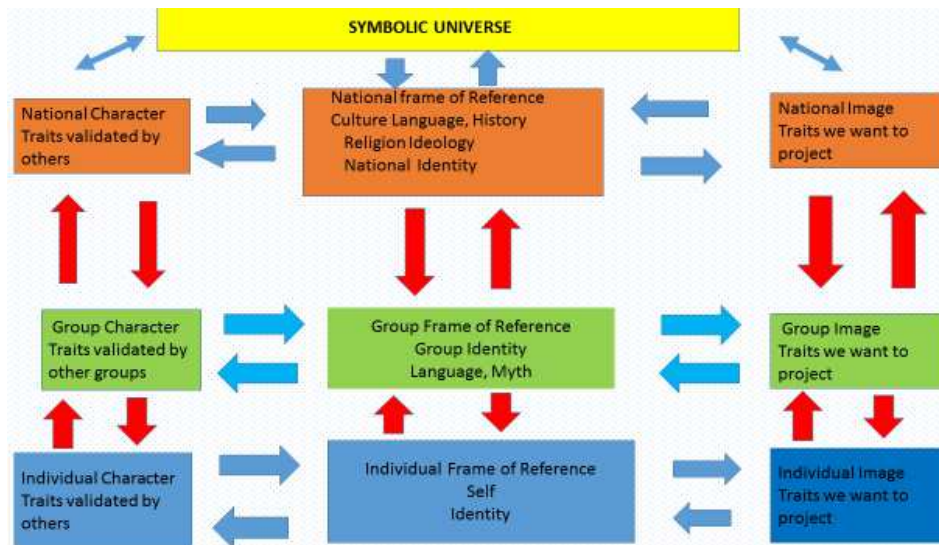 SYMBOLIC UNIVERSE
National Character
Traits validated by
others
National frame of Reference
Culture Language, History
Religion Ideology
National Identity
National Image
Traits we want to
project
Group Character
Traits validated by
other groups
Group Frame of Reference
Group Identity
Language, Myth
Group Image
Traits we want to
project
Individual Character
Traits validated by
others
Individual Frame of Reference
Self
Identity
Individual Image
Traits we want to
project